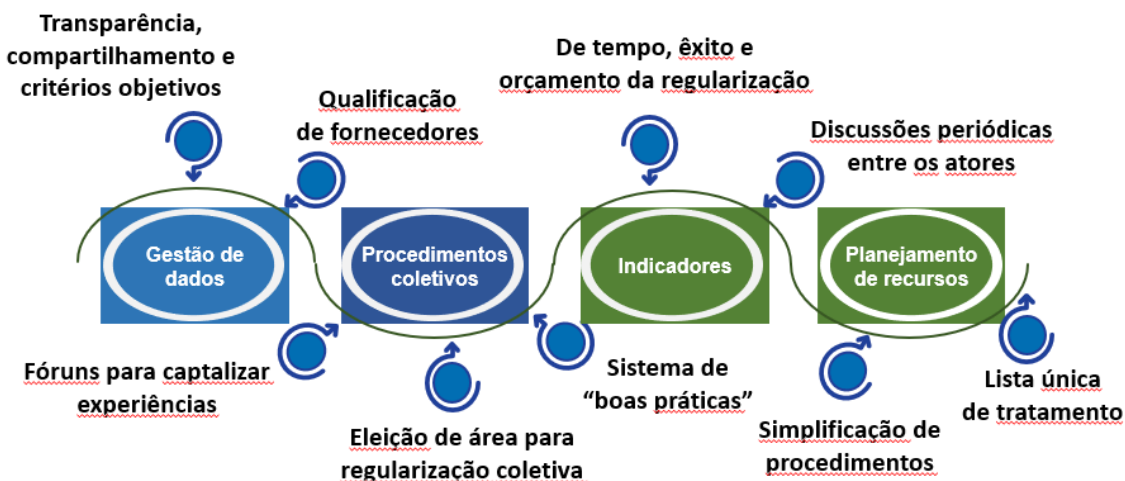 Transparência,
compartilhamento e
critérios objetivos
Qualificação
de fornecedores
De tempo, êxito e
orçamento da regularização
Discussões periódicas
entre os atores
Gestão de
dados
Procedimentos
coletivos
Indicadores
Planejamento
de recursos
Fóruns para captalizar
experiências
Eleição de área para
regularização coletiva
Sistema de
“boas práticas”
Simplificação de
procedimentos
Lista única
de tratamento